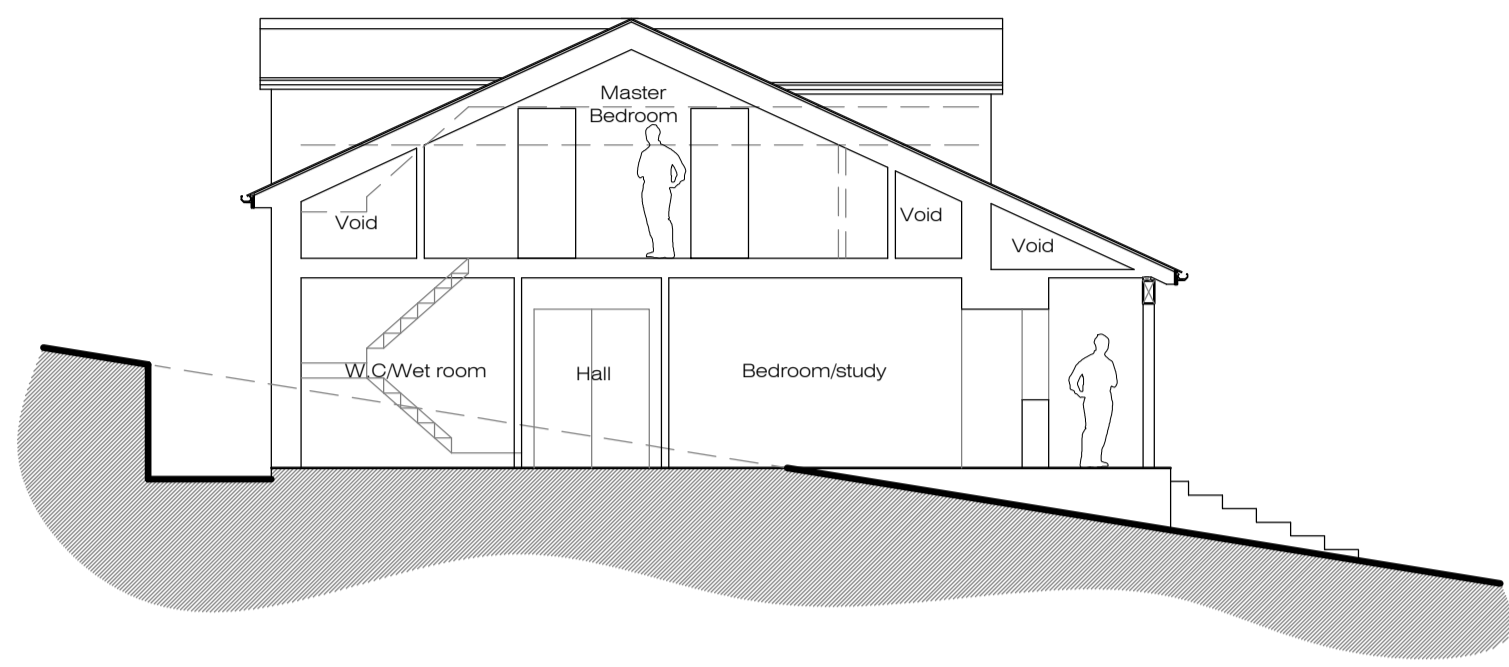 Master
Bedroom
Void
Void
Void
W.C/Wet room
Hall
Bedroom/study